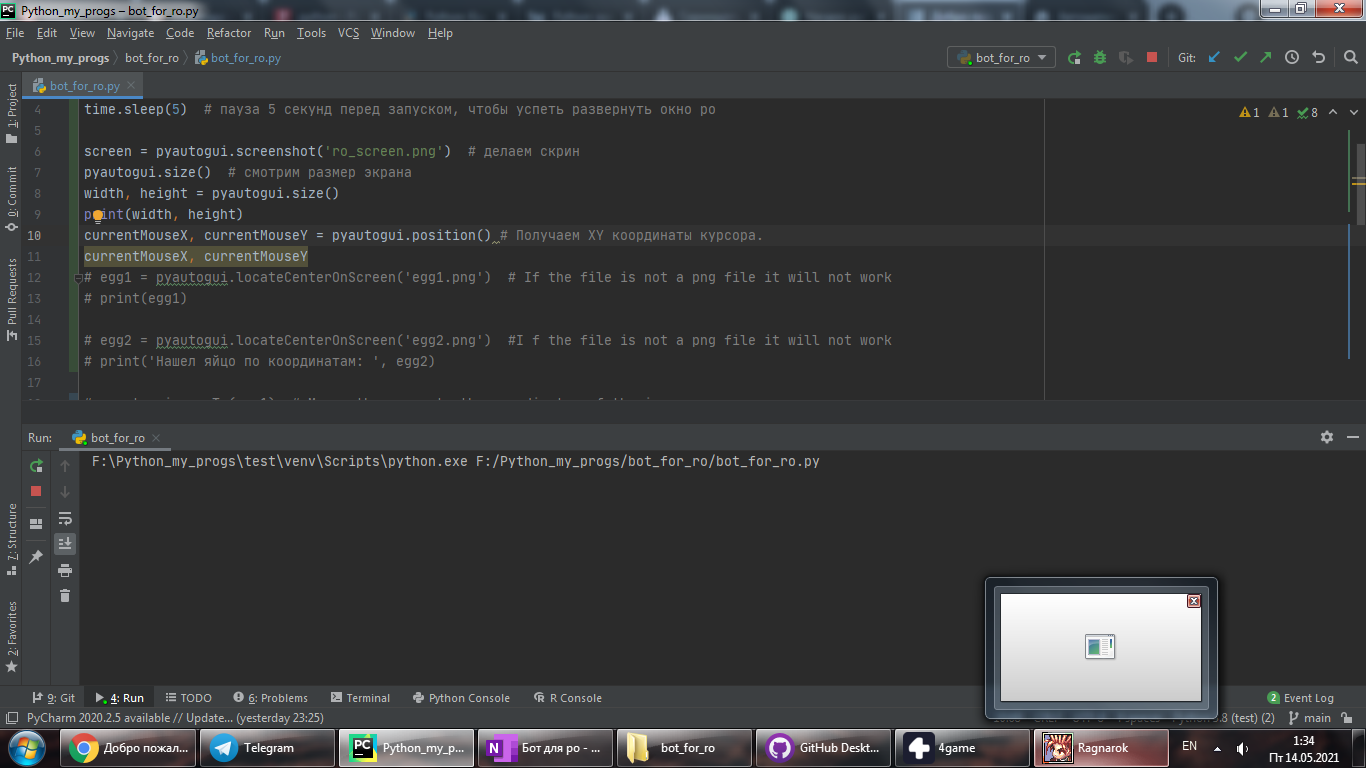 Python_my_progs – bot_for_ro.py
File Edit View Navigate Code Refactor Run Tools VCS Window Help
Python_my_progs bot_for_ro bot_for_ro.py bot_for_ro Git:
bot_for_ro.py
1: Project
0: Commit
Pull Requests
7: Structure
2: Favorites
1 1 8
4 time.sleep(5) # пауза 5 секунд перед запуском, чтобы успеть развернуть окно ро
5
6 screen = pyautogui.screenshot('ro_screen.png') # делаем скрин
7 pyautogui.size() # смотрим размер экрана
8 width, height = pyautogui.size()
9 print(width, height)
10 currentMouseX, currentMouseY = pyautogui.position() # Получаем XY координаты курсора.
11 currentMouseX, currentMouseY
12 # egg1 = pyautogui.locateCenterOnScreen('egg1.png') # If the file is not a png file it will not work
13 # print(egg1)
14
15 # egg2 = pyautogui.locateCenterOnScreen('egg2.png') #I f the file is not a png file it will not work
16 # print('Нашел яйцо по координатам: ', egg2)
17
Run: bot_for_ro
F:\Python_my_progs\test\venv\Scripts\python.exe F:/Python_my_progs/bot_for_ro/bot_for_ro.py
9: Git 4: Run TODO 6: Problems Terminal Python Console R Console 2 Event Log
PyCharm 2020.2.5 available // Update... (yesterday 23:25) (test) (2) main
Добро пожал... Telegram Python_my_p... Бот для ро - ... bot_for_ro GitHub Deskt... 4game Ragnarok EN 1:34
Пт 14.05.2021